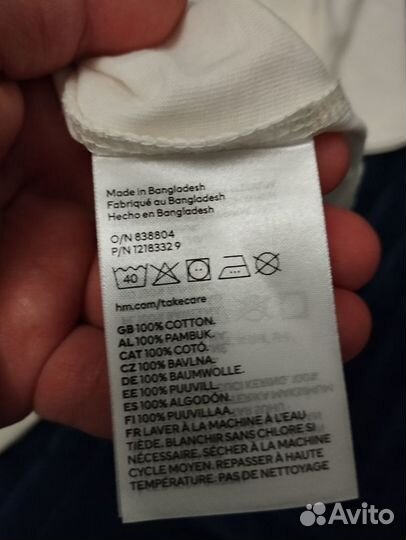 Made in Bangladesh
Fabriqué au Bangladesh
Hecho en Bangladesh
O/N 838804
P/N 1218332 9
40
hm.com/takecare
GB 100% COTTON.
AL 100% PAMBUK.
CAT 100% COTÓ.
CZ 100% BAVLNA.
DE 100% BAUMWOLLE.
EE 100% PUUVILL.
ES 100% ALGODÓN.
FI 100% PUUVILLAA.
FR LAVER À LA MACHINE À L'EAU
TIÈDE. BLANCHIR SANS CHLORE SI
NÉCESSAIRE, SÉCHER À LA MACHINE
CYCLE MOYEN. REPASSER À HAUTE
TEMPÉRATURE. PAS DE NETTOYAGE
Avito